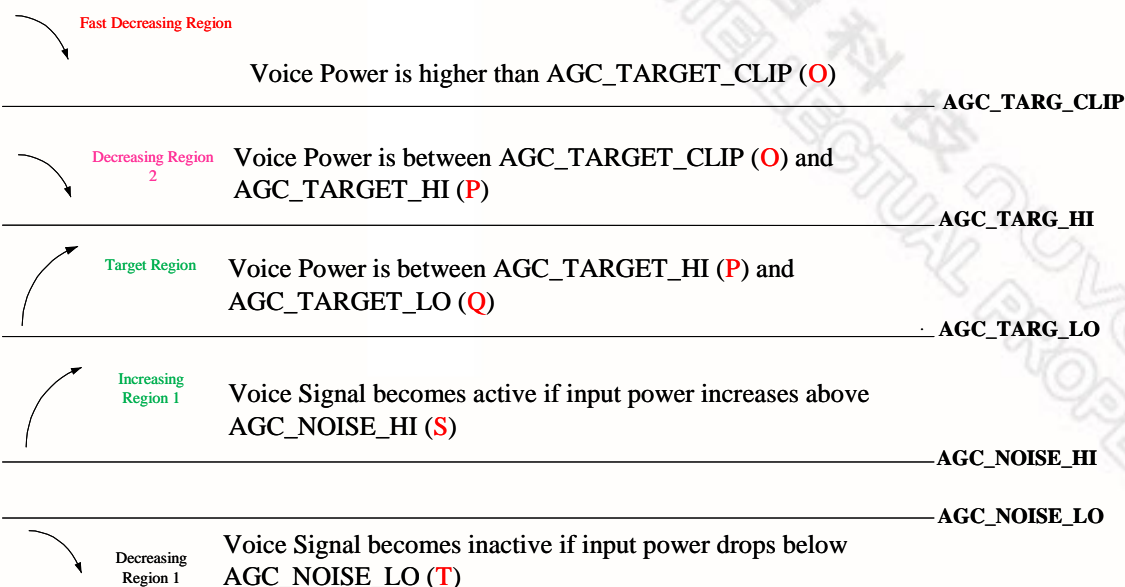 Fast Decreasing Region
Voice Power is higher than AGC_TARGET_CLIP (O)
AGC_TARG_CLIP
Decreasing Region
2
Voice Power is between AGC_TARGET_CLIP (O) and
AGC_TARGET_HI (P)
AGC_TARG_HI
Target Region
Voice Power is between AGC_TARGET_HI (P) and
AGC_TARGET_LO (Q)
AGC_TARG_LO
Increasing
Region 1
Voice Signal becomes active if input power increases above
AGC_NOISE_HI (S)
AGC_NOISE_HI
AGC_NOISE_LO
Decreasing
Region 1
Voice Signal becomes inactive if input power drops below
AGC_NOISE_LO (T)